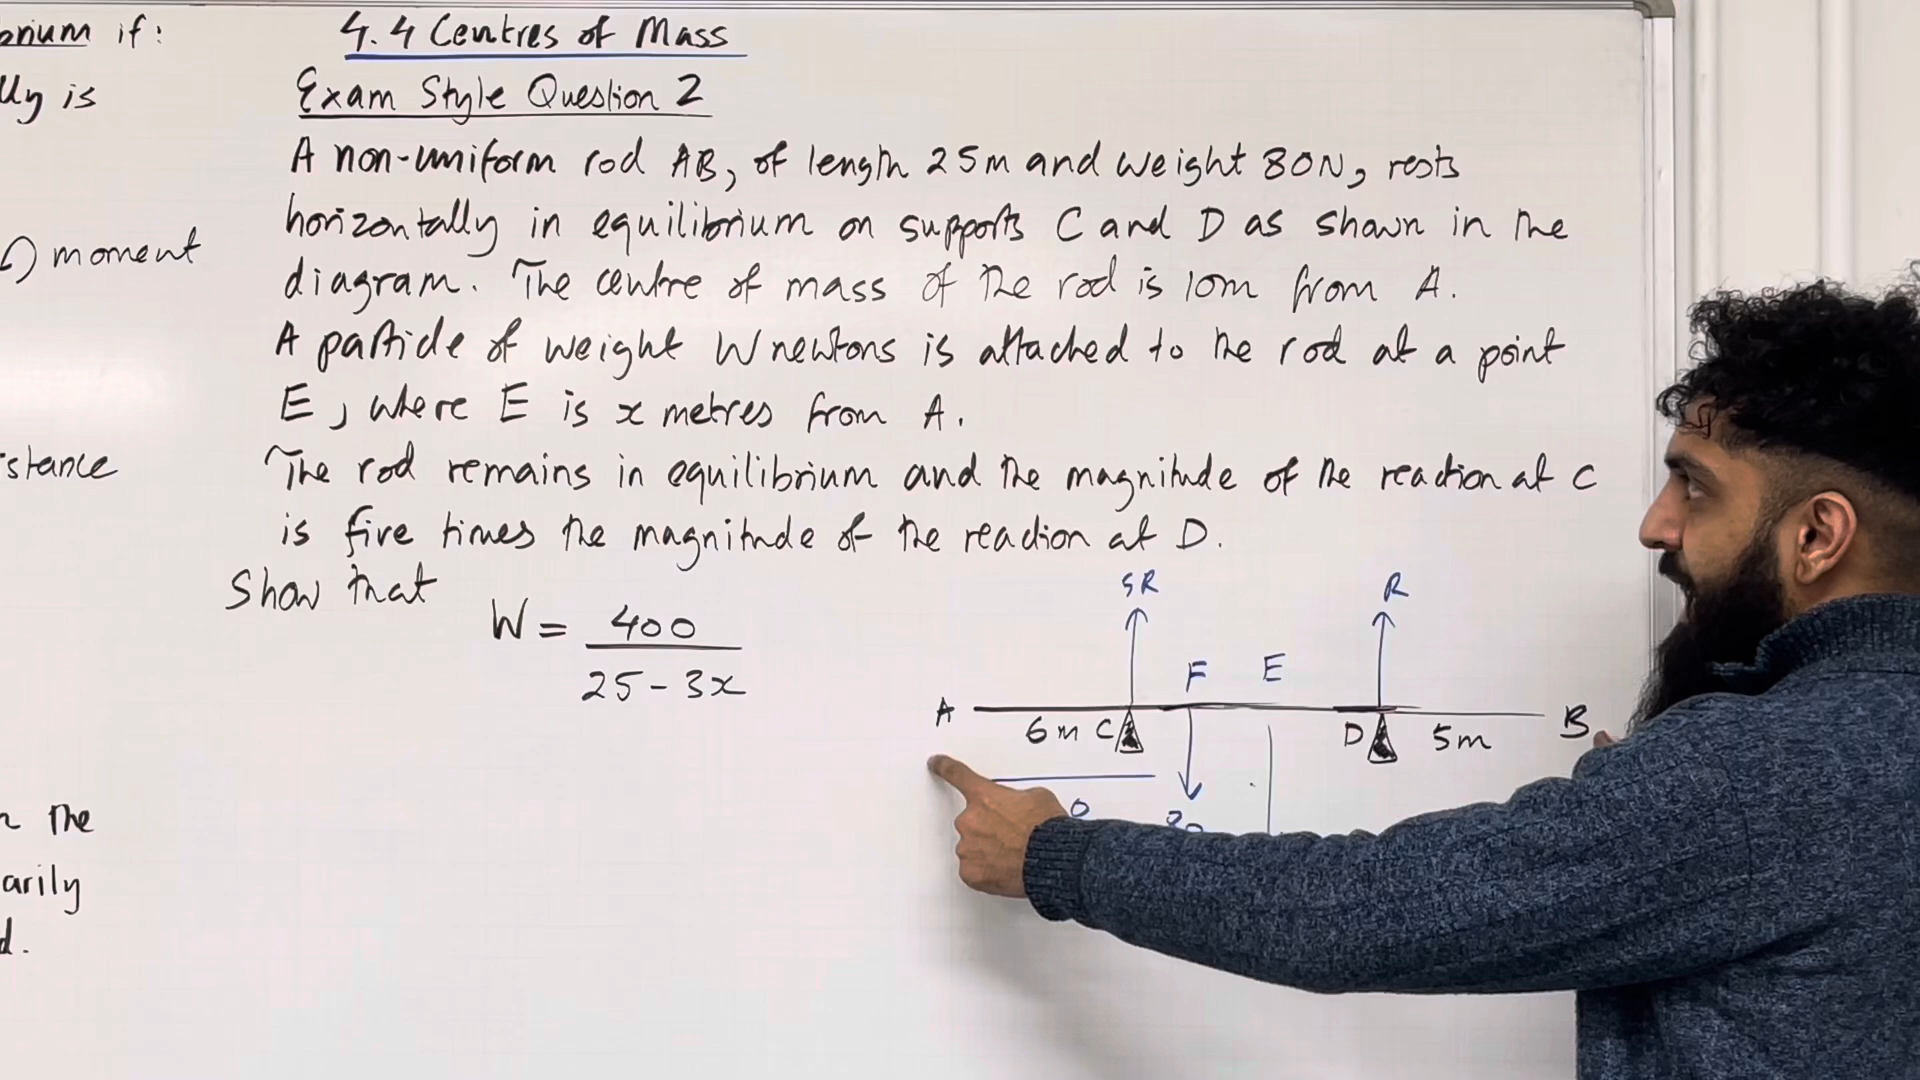 if:
lly is
moment
istance
the
arily
d.
4.4 Centres of Mass
Exam Style Question 2
A non-uniform rod AB, of length 25m and weight 80N, rests
horizontally in equilibrium on supports C and D as shown in the
diagram. The centre of mass of the rod is 10m from A.
A particle of weight W newtons is attached to the rod at a point
E, where E is x metres from A.
The rod remains in equilibrium and the magnitude of the reaction at C
is five times the magnitude of the reaction at D.
Show that
W = 400
25 - 3x
5R R
F E
A 6m C D 5m B